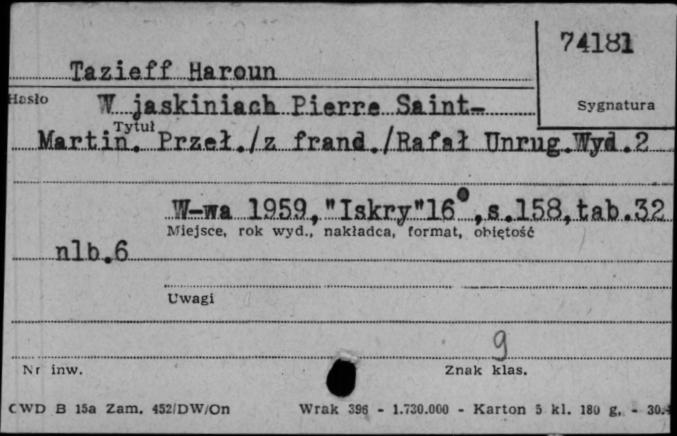 74181
Tazieff Haroun
Hasło
Sygnatura
W jaskiniach Pierre Saint-
Tytuł
Martin. Przeł./z frand./Rafał Unrug.Wyd.2
W-wa 1959,"Iskry"16°,s.158,tab.32
Miejsce, rok wyd., nakładca, format, objętość
nlb.6
Uwagi
9
Nr inw.
Znak klas.
CWD B 15a Zam. 452/DW/On Wrak 396 - 1.730.000 - Karton 5 kl. 180 g. - 30.